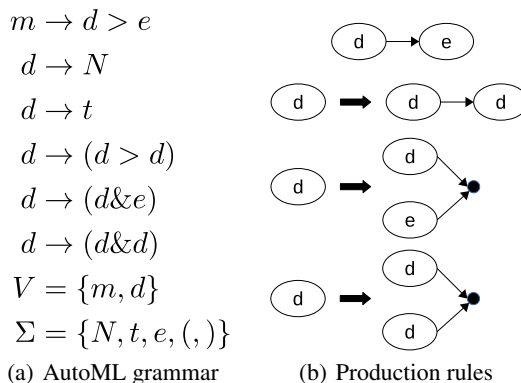 m → d > e
d → N
d → t
d → (d > d)
d → (d&e)
d → (d&d)
V = {m, d}
Σ = {N, t, e, (, )}
(a) AutoML grammar
d e
d d d
d
d
e
d
d
d
(b) Production rules